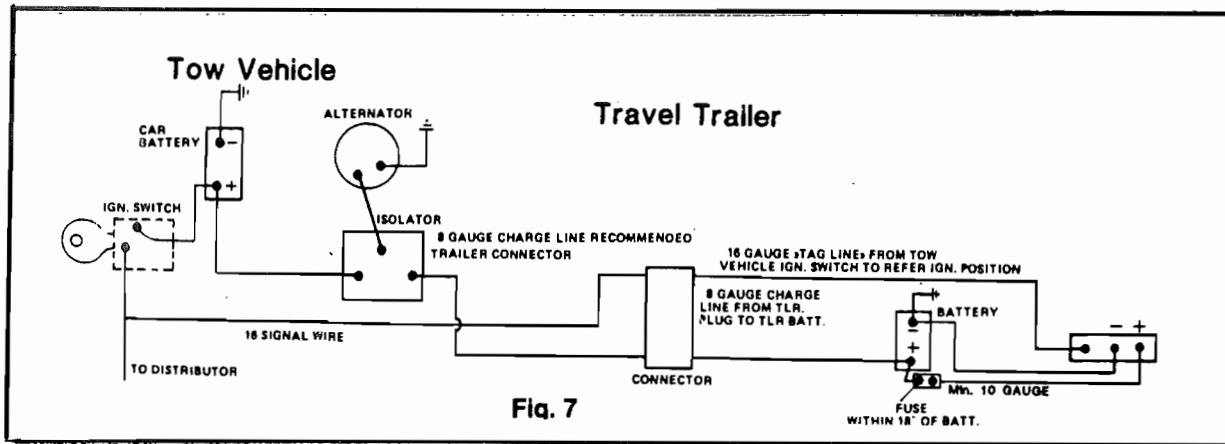 Tow Vehicle
Travel Trailer
CAR
BATTERY
-
+
ALTERNATOR
IGN. SWITCH
ISOLATOR
8 GAUGE CHARGE LINE RECOMMENDED
TRAILER CONNECTOR
16 GAUGE »TAG LINE» FROM TOW
VEHICLE IGN. SWITCH TO REFER IGN. POSITION
8 GAUGE CHARGE
LINE FROM TLR.
PLUG TO TLR BATT.
BATTERY
-
+
- +
16 SIGNAL WIRE
TO DISTRIBUTOR
CONNECTOR
Min. 10 GAUGE
FUSE
WITHIN 18" OF BATT.
Fig. 7